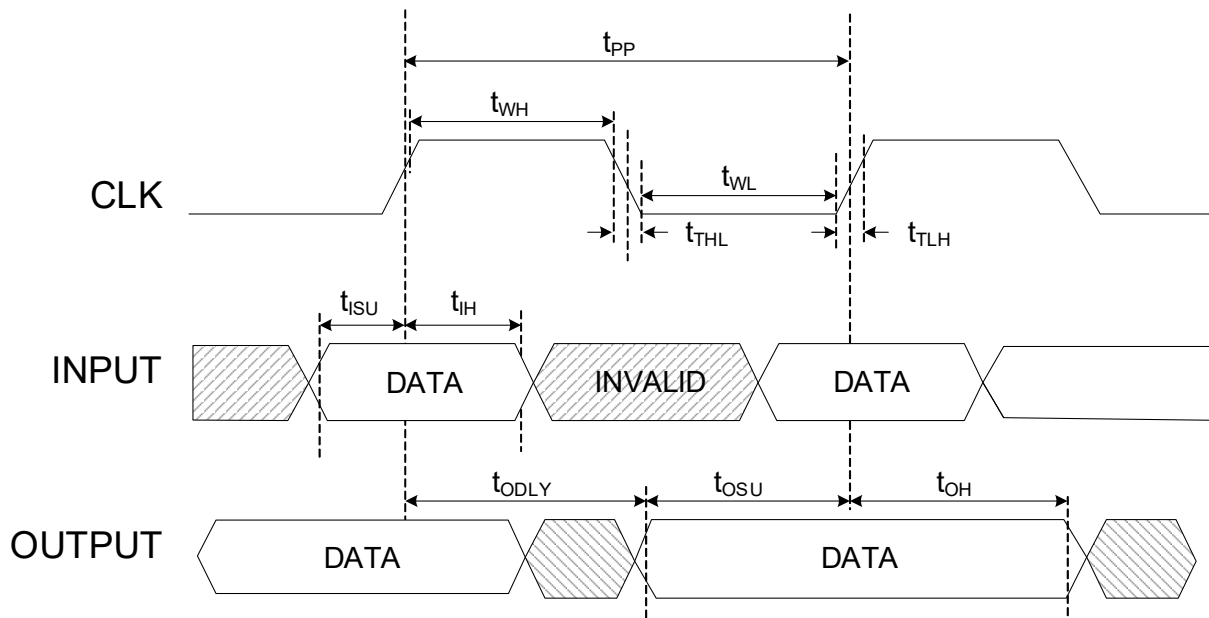 tPP
tWH
CLK
tWL
tTHL
tTLH
tISU
tIH
INPUT
DATA
INVALID
DATA
tODLY
tOSU
tOH
OUTPUT
DATA
DATA